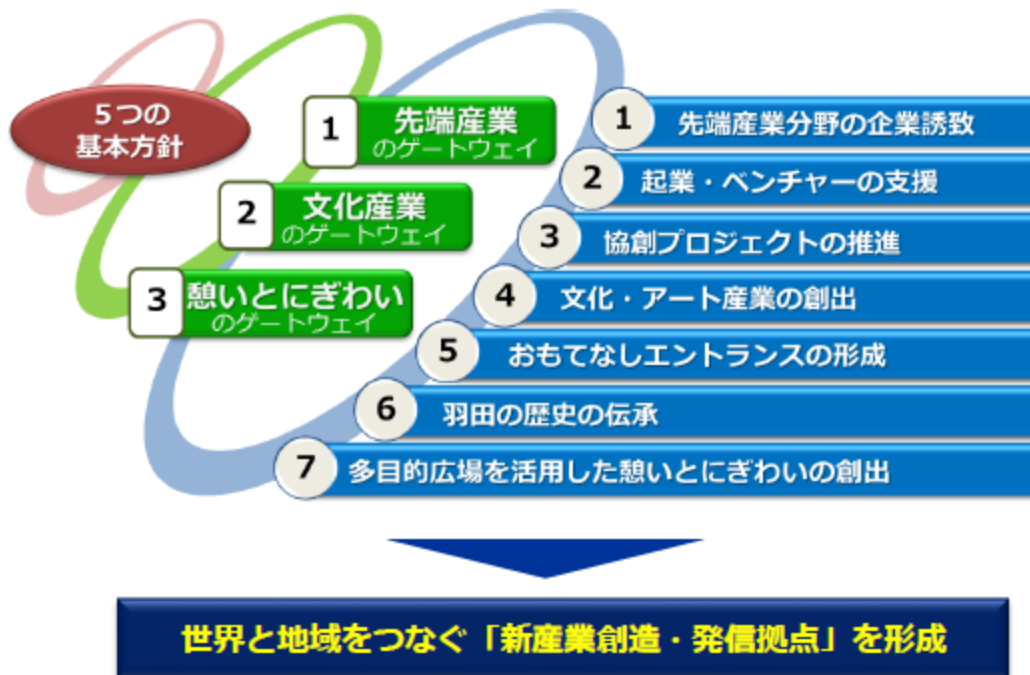 5つの
基本方針
1
先端産業
のゲートウェイ
2
文化産業
のゲートウェイ
3
憩いとにぎわい
のゲートウェイ
1 先端産業分野の企業誘致
2 起業・ベンチャーの支援
3 協創プロジェクトの推進
4 文化・アート産業の創出
5 おもてなしエントランスの形成
6 羽田の歴史の伝承
7 多目的広場を活用した憩いとにぎわいの創出
世界と地域をつなぐ「新産業創造・発信拠点」を形成